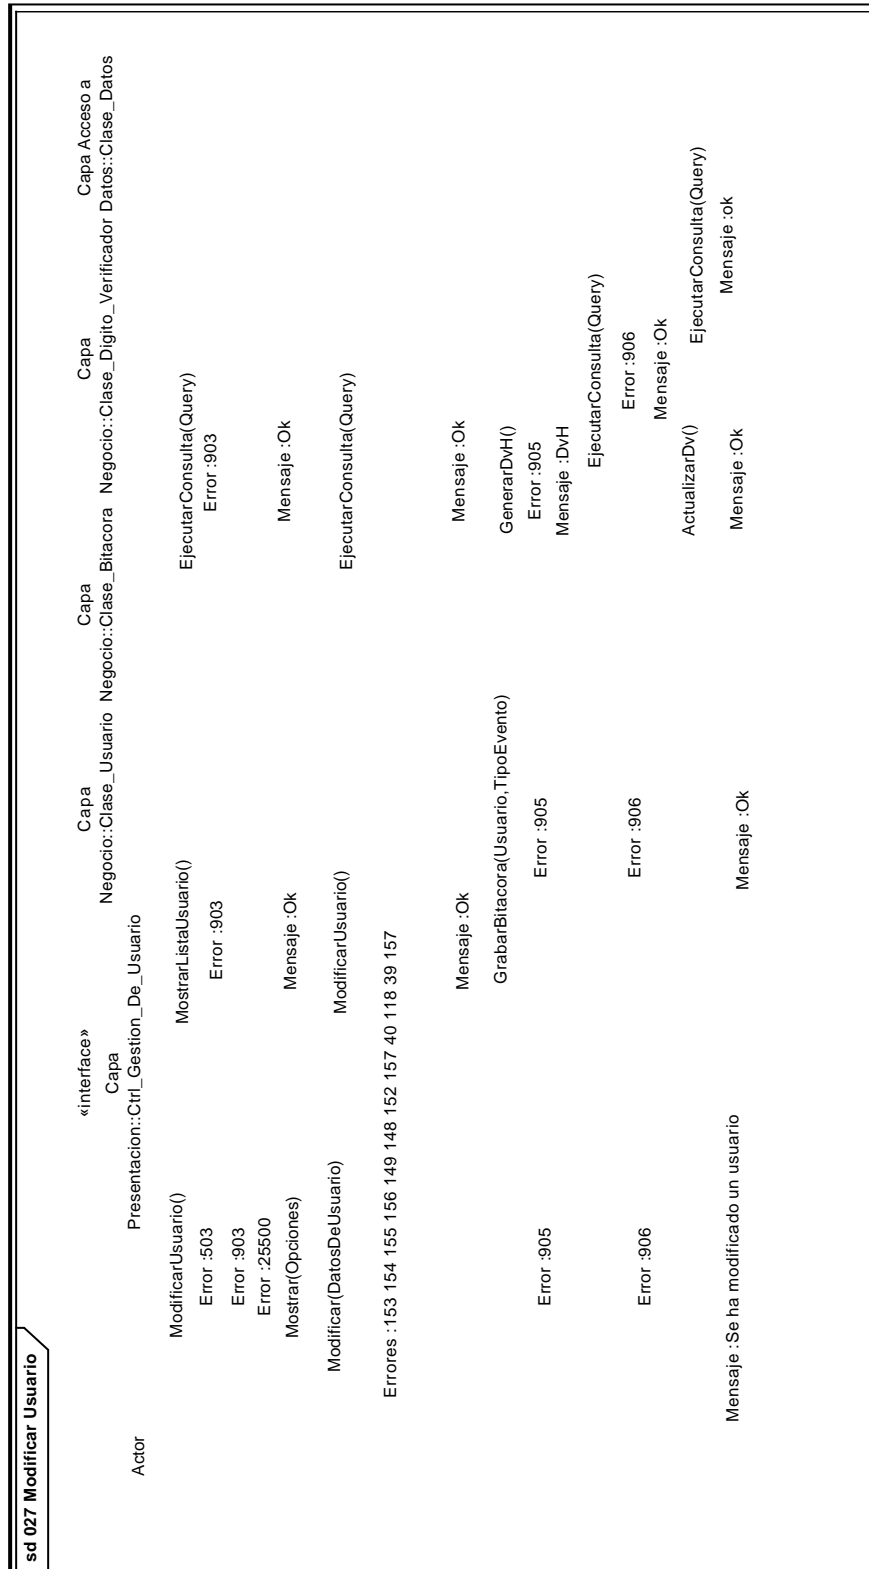 sd 027 Modificar Usuario
Actor
«interface»
Capa
Presentacion::Ctrl_Gestion_De_Usuario
Capa
Negocio::Clase_Usuario
Capa
Negocio::Clase_Bitacora
Capa
Negocio::Clase_Digito_Verificador
Capa Acceso a
Datos::Clase_Datos
ModificarUsuario()
MostrarListaUsuario()
EjecutarConsulta(Query)
Error :503
Error :903
Error :903
Error :903
Error :25500
Mostrar(Opciones)
Mensaje :Ok
Mensaje :Ok
Modificar(DatosDeUsuario)
ModificarUsuario()
EjecutarConsulta(Query)
Errores :153 154 155 156 149 148 152 157 40 118 39 157
Mensaje :Ok
Mensaje :Ok
GrabarBitacora(Usuario,TipoEvento)
GenerarDvH()
Error :905
Error :905
Error :905
Mensaje :DvH
EjecutarConsulta(Query)
Error :906
Error :906
Error :906
Mensaje :Ok
ActualizarDv()
EjecutarConsulta(Query)
Mensaje :ok
Mensaje :Se ha modificado un usuario
Mensaje :Ok
Mensaje :Ok